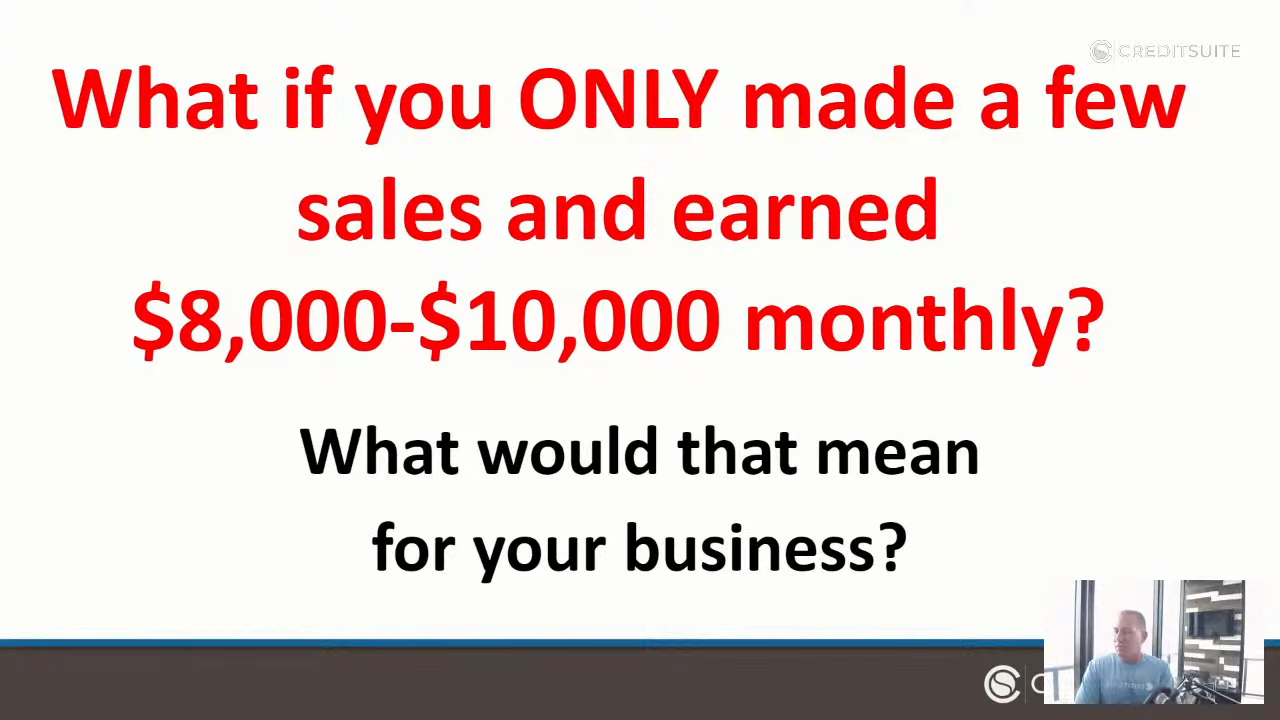 CREDITSUITE
What if you ONLY made a few
sales and earned
$8,000-$10,000 monthly?
What would that mean
for your business?